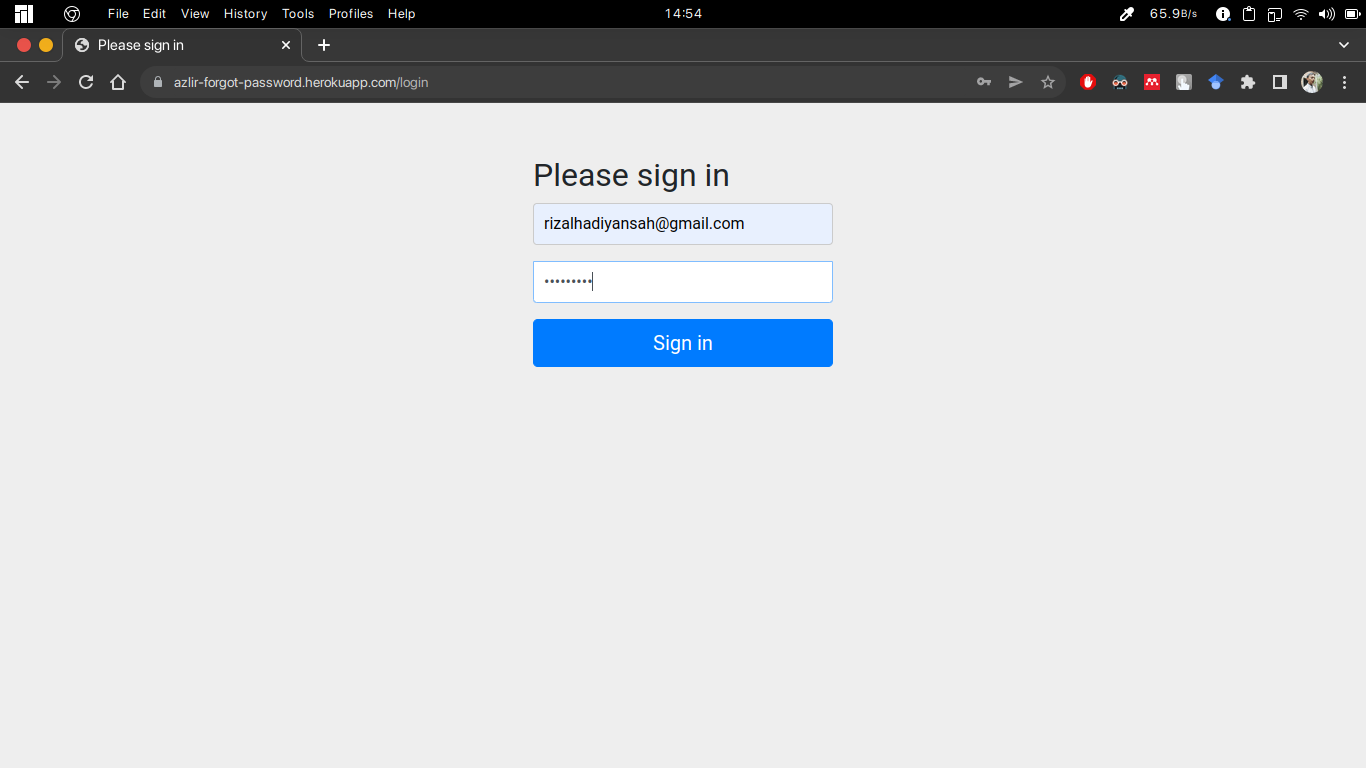 File Edit View History Tools Profiles Help 14:54 65.9B/s
Please sign in
azlir-forgot-password.herokuapp.com/login
Please sign in
rizalhadiyansah@gmail.com
•••••••••
Sign in